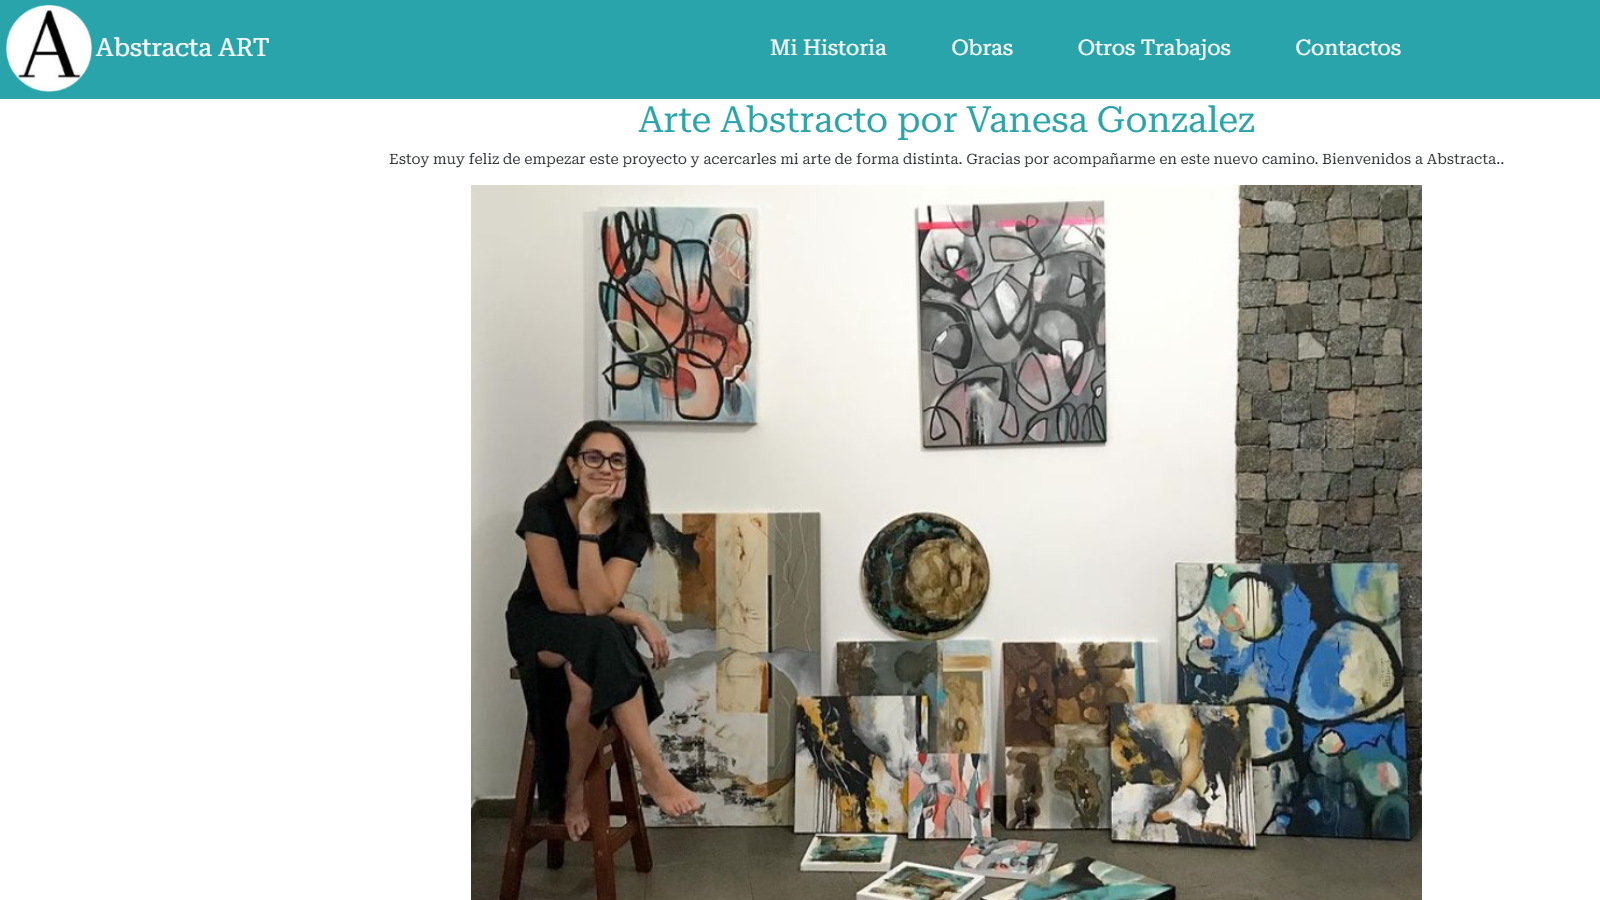 A
Abstracta ART
Mi Historia
Obras
Otros Trabajos
Contactos
Arte Abstracto por Vanesa Gonzalez
Estoy muy feliz de empezar este proyecto y acercarles mi arte de forma distinta. Gracias por acompañarme en este nuevo camino. Bienvenidos a Abstracta..